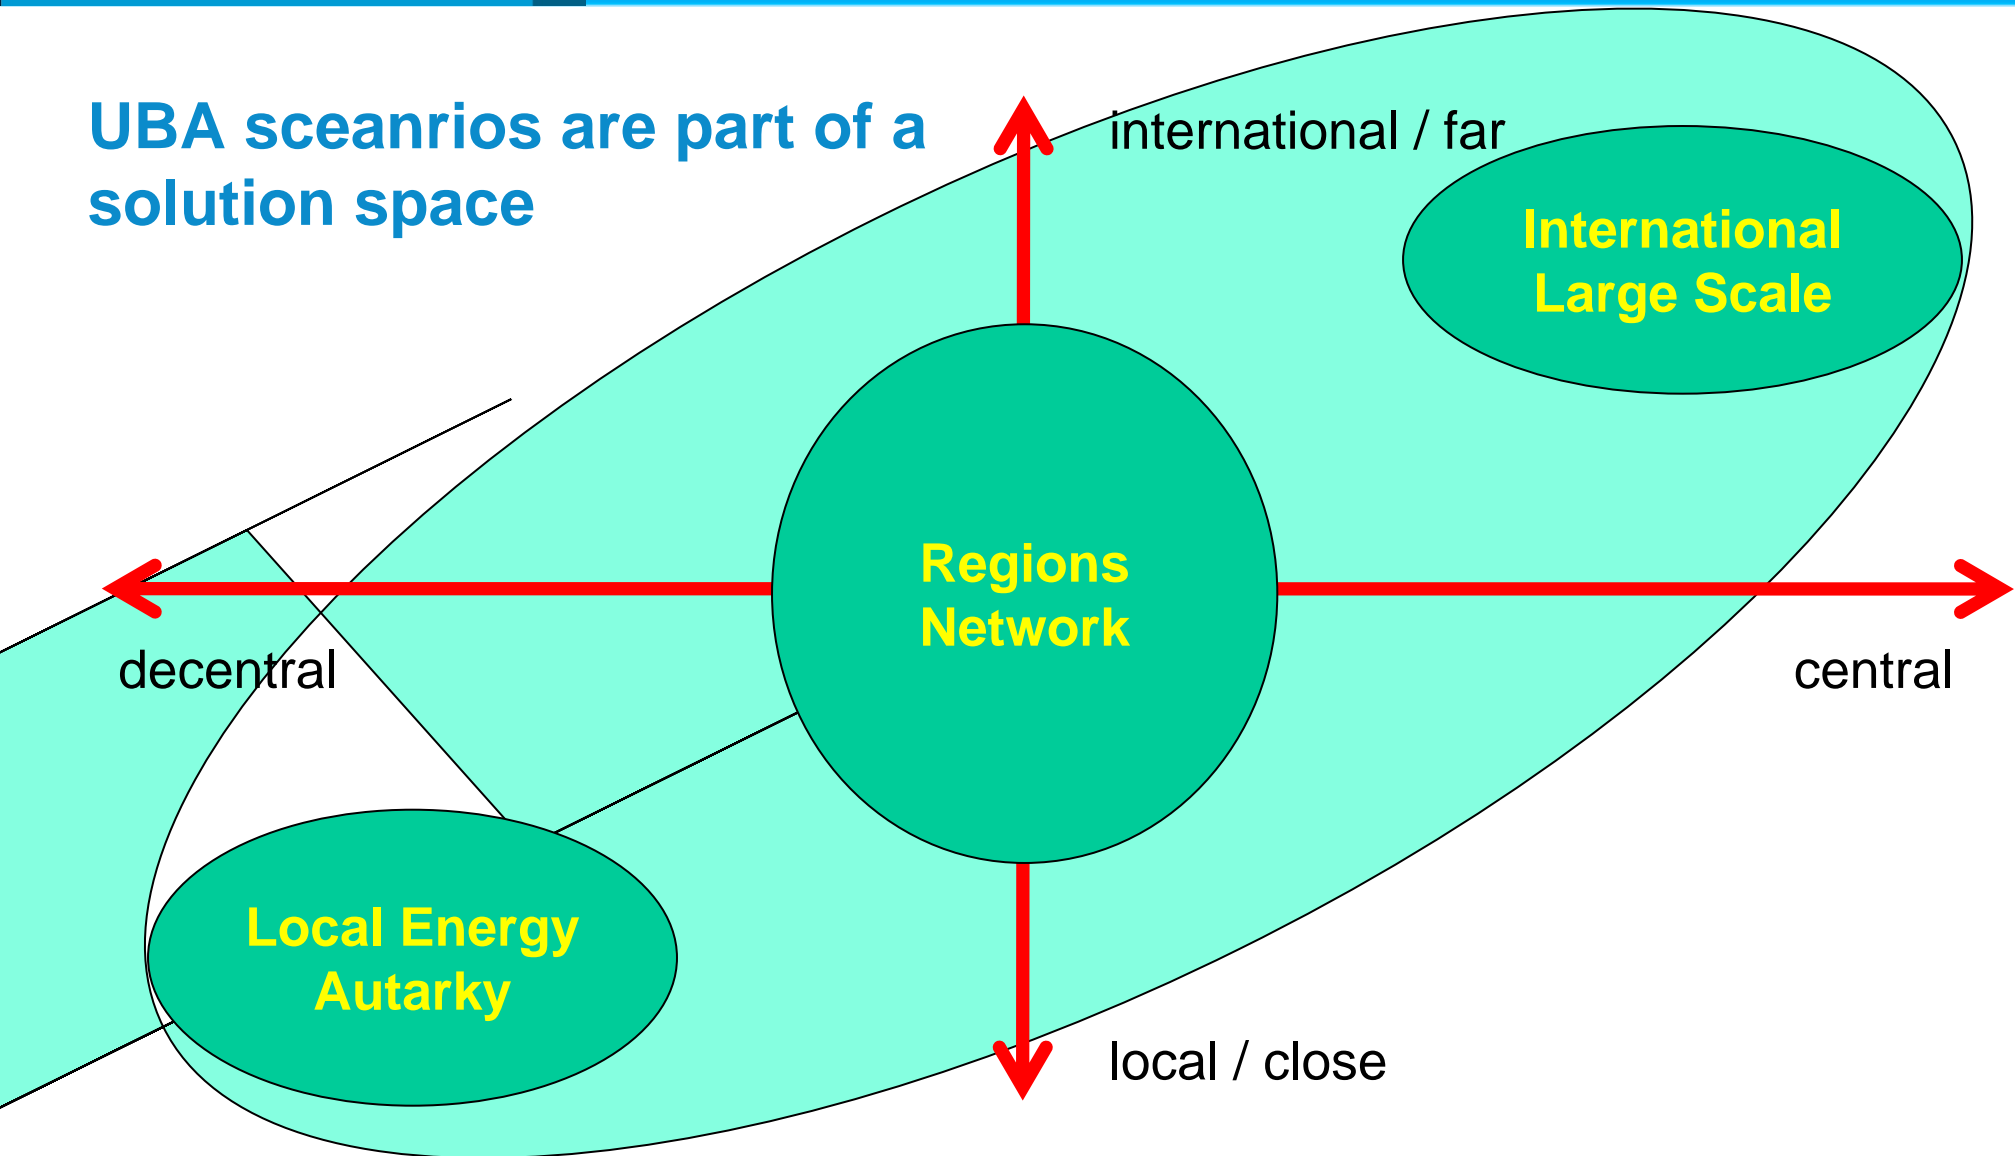 UBA sceanrios are part of a
solution space
international / far
International
Large Scale
Regions
Network
decentral
central
Local Energy
Autarky
local / close